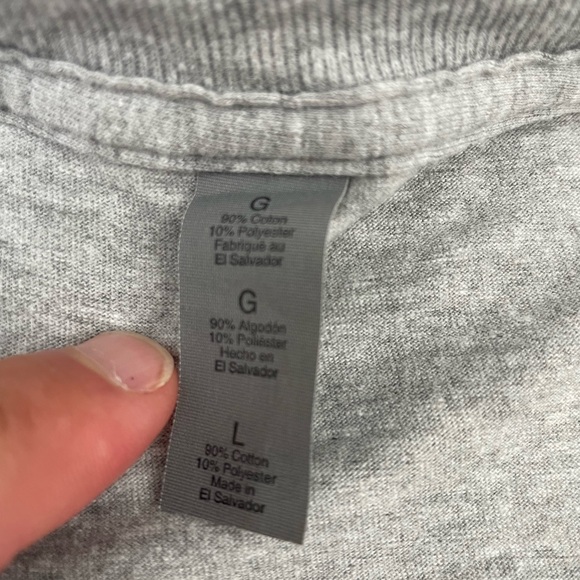 G
90% Coton
10% Polyester
Fabriqué au
El Salvador
G
90% Algodón
10% Poliéster
Hecho en
El Salvador
L
90% Cotton
10% Polyester
Made in
El Salvador